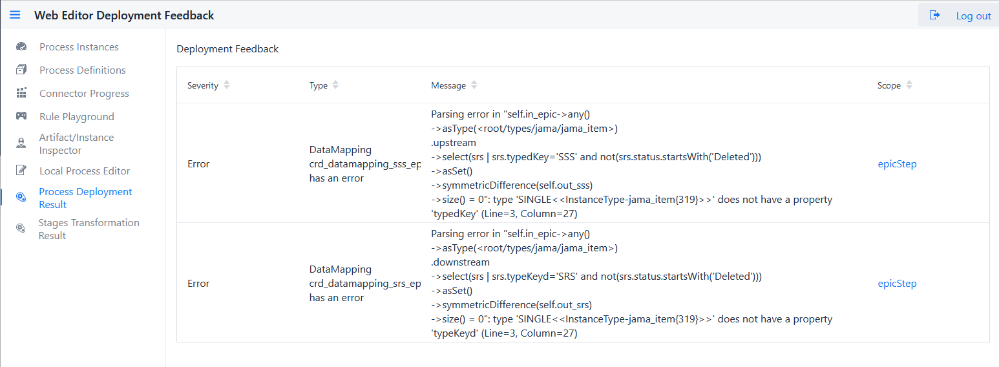 Web Editor Deployment Feedback
Log out
Process Instances
Process Definitions
Connector Progress
Rule Playground
Artifact/Instance
Inspector
Local Process Editor
Process Deployment
Result
Stages Transformation
Result
Deployment Feedback
Severity Type Message Scope
Error
DataMapping
crd_datamapping_sss_ep
has an error
Parsing error in "self.in_epic->any()
->asType(<root/types/jama/jama_item>)
.upstream
->select(srs | srs.typedKey='SSS' and not(srs.status.startsWith('Deleted')))
->asSet()
->symmetricDifference(self.out_sss)
->size() = 0": type 'SINGLE<<InstanceType-jama_item{319}>>' does not have a property
'typedKey' (Line=3, Column=27)
epicStep
Error
DataMapping
crd_datamapping_srs_ep
has an error
Parsing error in "self.in_epic->any()
->asType(<root/types/jama/jama_item>)
.downstream
->select(srs | srs.typeKeyd='SRS' and not(srs.status.startsWith('Deleted')))
->asSet()
->symmetricDifference(self.out_srs)
->size() = 0": type 'SINGLE<<InstanceType-jama_item{319}>>' does not have a property
'typeKeyd' (Line=3, Column=27)
epicStep